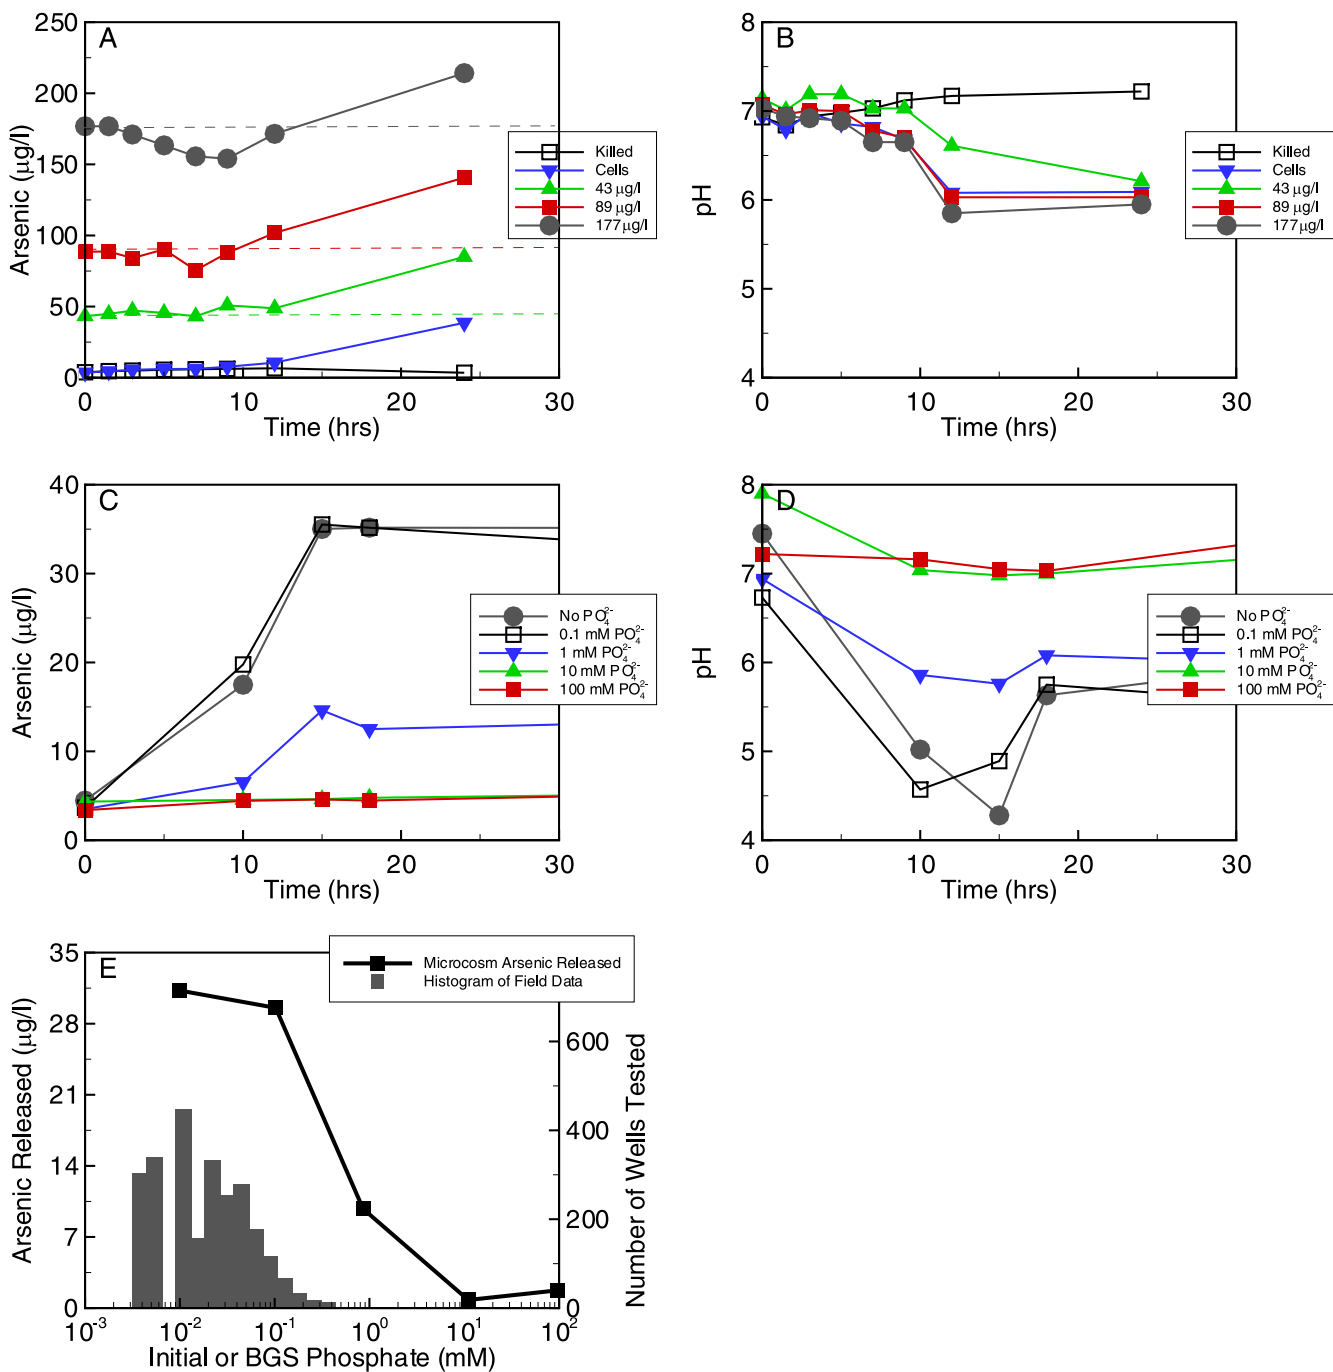 A
250
200
150
100
50
0
Arsenic (µg/l)
0 10 20 30
Time (hrs)
Killed
Cells
43 µg/l
89 µg/l
177 µg/l
B
8
7
6
5
4
pH
0 10 20 30
Time (hrs)
Killed
Cells
43 µg/l
89 µg/l
177 µg/l
C
40
30
20
10
0
Arsenic (µg/l)
0 10 20 30
Time (hrs)
No PO₄²⁻
0.1 mM PO₄²⁻
1 mM PO₄²⁻
10 mM PO₄²⁻
100 mM PO₄²⁻
D
8
7
6
5
4
pH
0 10 20 30
Time (hrs)
No PO₄²⁻
0.1 mM PO₄²⁻
1 mM PO₄²⁻
10 mM PO₄²⁻
100 mM PO₄²⁻
E
Microcosm Arsenic Released
Histogram of Field Data
35
28
21
14
7
0
Arsenic Released (µg/l)
600
400
200
0
Number of Wells Tested
10⁻³ 10⁻² 10⁻¹ 10⁰ 10¹ 10²
Initial or BGS Phosphate (mM)